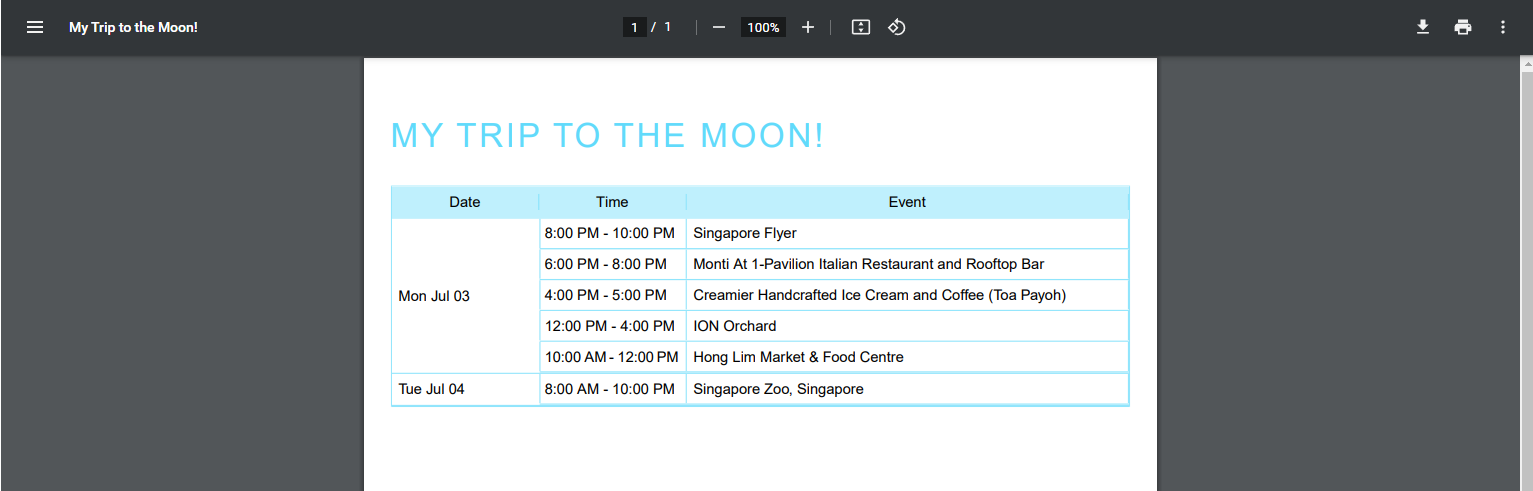 My Trip to the Moon!
1 / 1
100%
MY TRIP TO THE MOON!
Date Time Event
Mon Jul 03
8:00 PM - 10:00 PM Singapore Flyer
6:00 PM - 8:00 PM Monti At 1-Pavilion Italian Restaurant and Rooftop Bar
4:00 PM - 5:00 PM Creamier Handcrafted Ice Cream and Coffee (Toa Payoh)
12:00 PM - 4:00 PM ION Orchard
10:00 AM - 12:00 PM Hong Lim Market & Food Centre
Tue Jul 04 8:00 AM - 10:00 PM Singapore Zoo, Singapore